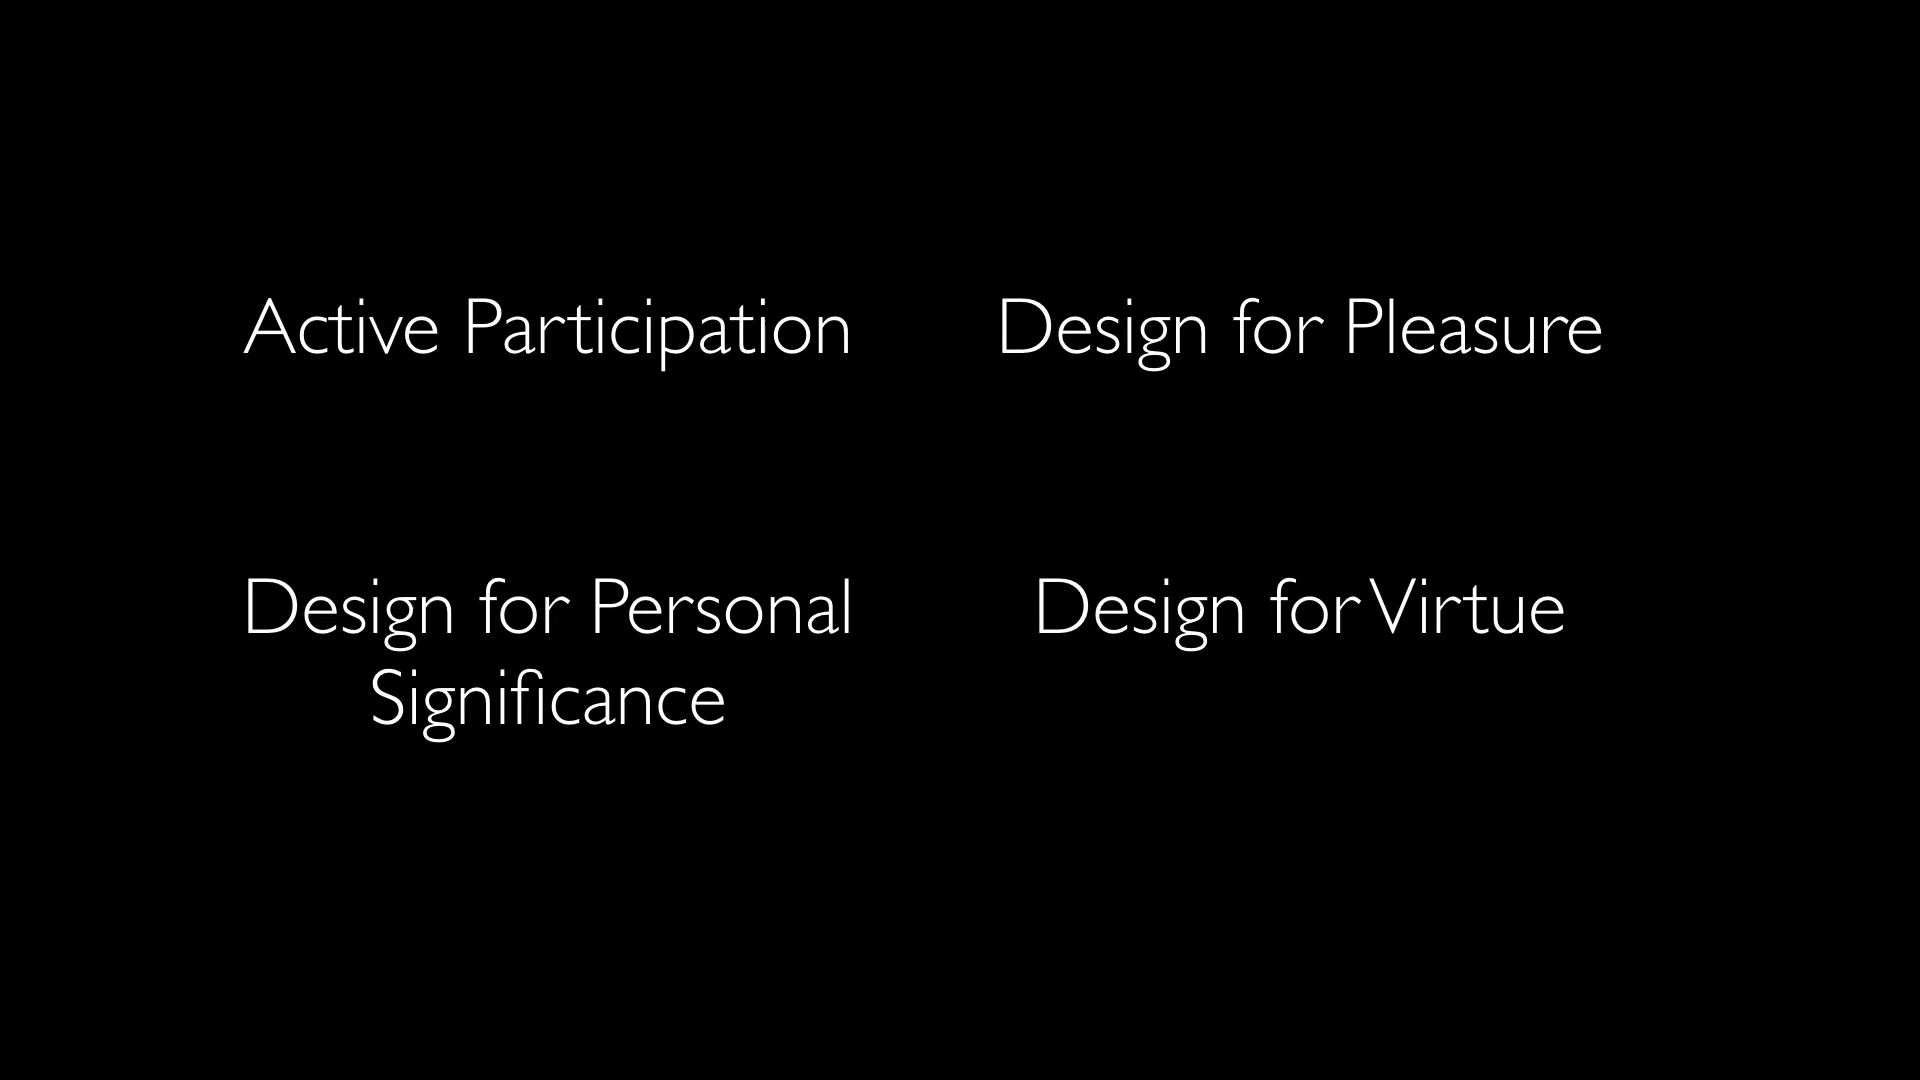 Active Participation
Design for Pleasure
Design for Personal
Significance
Design for Virtue